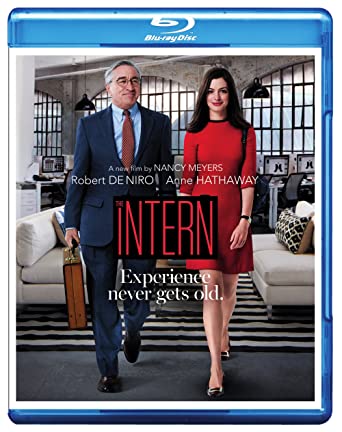 Blu-ray Disc
A new film by NANCY MEYERS
Robert DE NIRO Anne HATHAWAY
THE
INTERN
Experience
never gets old.